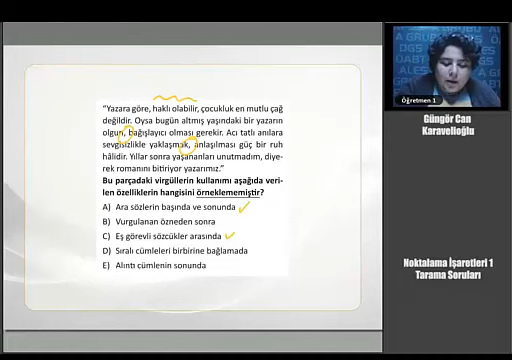 "Yazara göre, haklı olabilir, çocukluk en mutlu çağ
değildir. Oysa bugün altmış yaşındaki bir yazarın
olgun, bağışlayıcı olması gerekir. Acı tatlı anılara
sevgisizlikle yaklaşmak, anlaşılması güç bir ruh
hâlidir. Yıllar sonra yaşananları unutmadım, diye-
rek romanını bitiriyor yazarımız."
Bu parçadaki virgüllerin kullanımı aşağıda veri-
len özelliklerin hangisini örneklememiştir?
A) Ara sözlerin başında ve sonunda
B) Vurgulanan özneden sonra
C) Eş görevli sözcükler arasında
D) Sıralı cümleleri birbirine bağlamada
E) Alıntı cümlenin sonunda
Öğretmen 1
Güngör Can
Karavelioğlu
Noktalama İşaretleri 1
Tarama Soruları